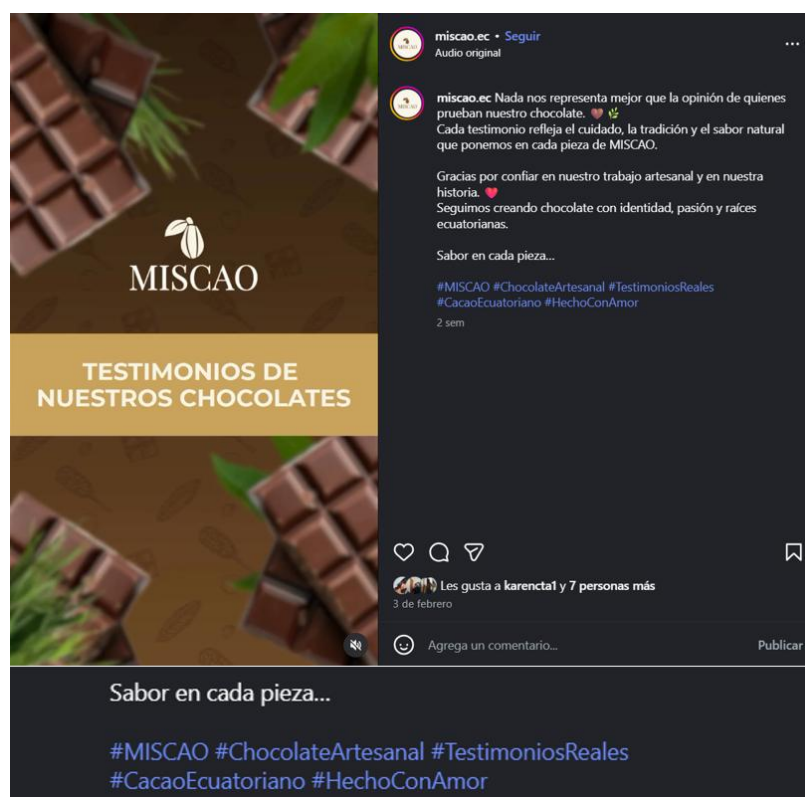 MISCAO
TESTIMONIOS DE
NUESTROS CHOCOLATES
miscao.ec • Seguir
Audio original
miscao.ec Nada nos representa mejor que la opinión de quienes
prueban nuestro chocolate. 🤎 🌿
Cada testimonio refleja el cuidado, la tradición y el sabor natural
que ponemos en cada pieza de MISCAO.
Gracias por confiar en nuestro trabajo artesanal y en nuestra
historia. ❤️
Seguimos creando chocolate con identidad, pasión y raíces
ecuatorianas.
Sabor en cada pieza...
#MISCAO #ChocolateArtesanal #TestimoniosReales
#CacaoEcuatoriano #HechoConAmor
2 sem
Les gusta a karencta1 y 7 personas más
3 de febrero
Agrega un comentario...
Publicar
Sabor en cada pieza...
#MISCAO #ChocolateArtesanal #TestimoniosReales
#CacaoEcuatoriano #HechoConAmor